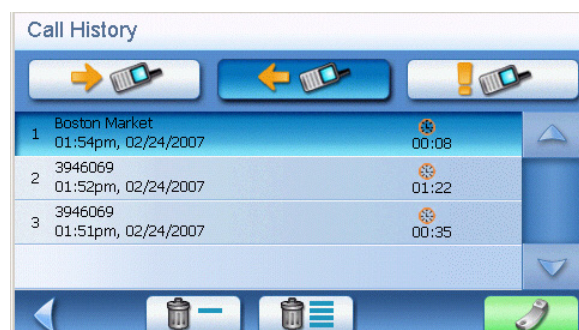 Call History
1 Boston Market
01:54pm, 02/24/2007 00:08
2 3946069
01:52pm, 02/24/2007 01:22
3 3946069
01:51pm, 02/24/2007 00:35